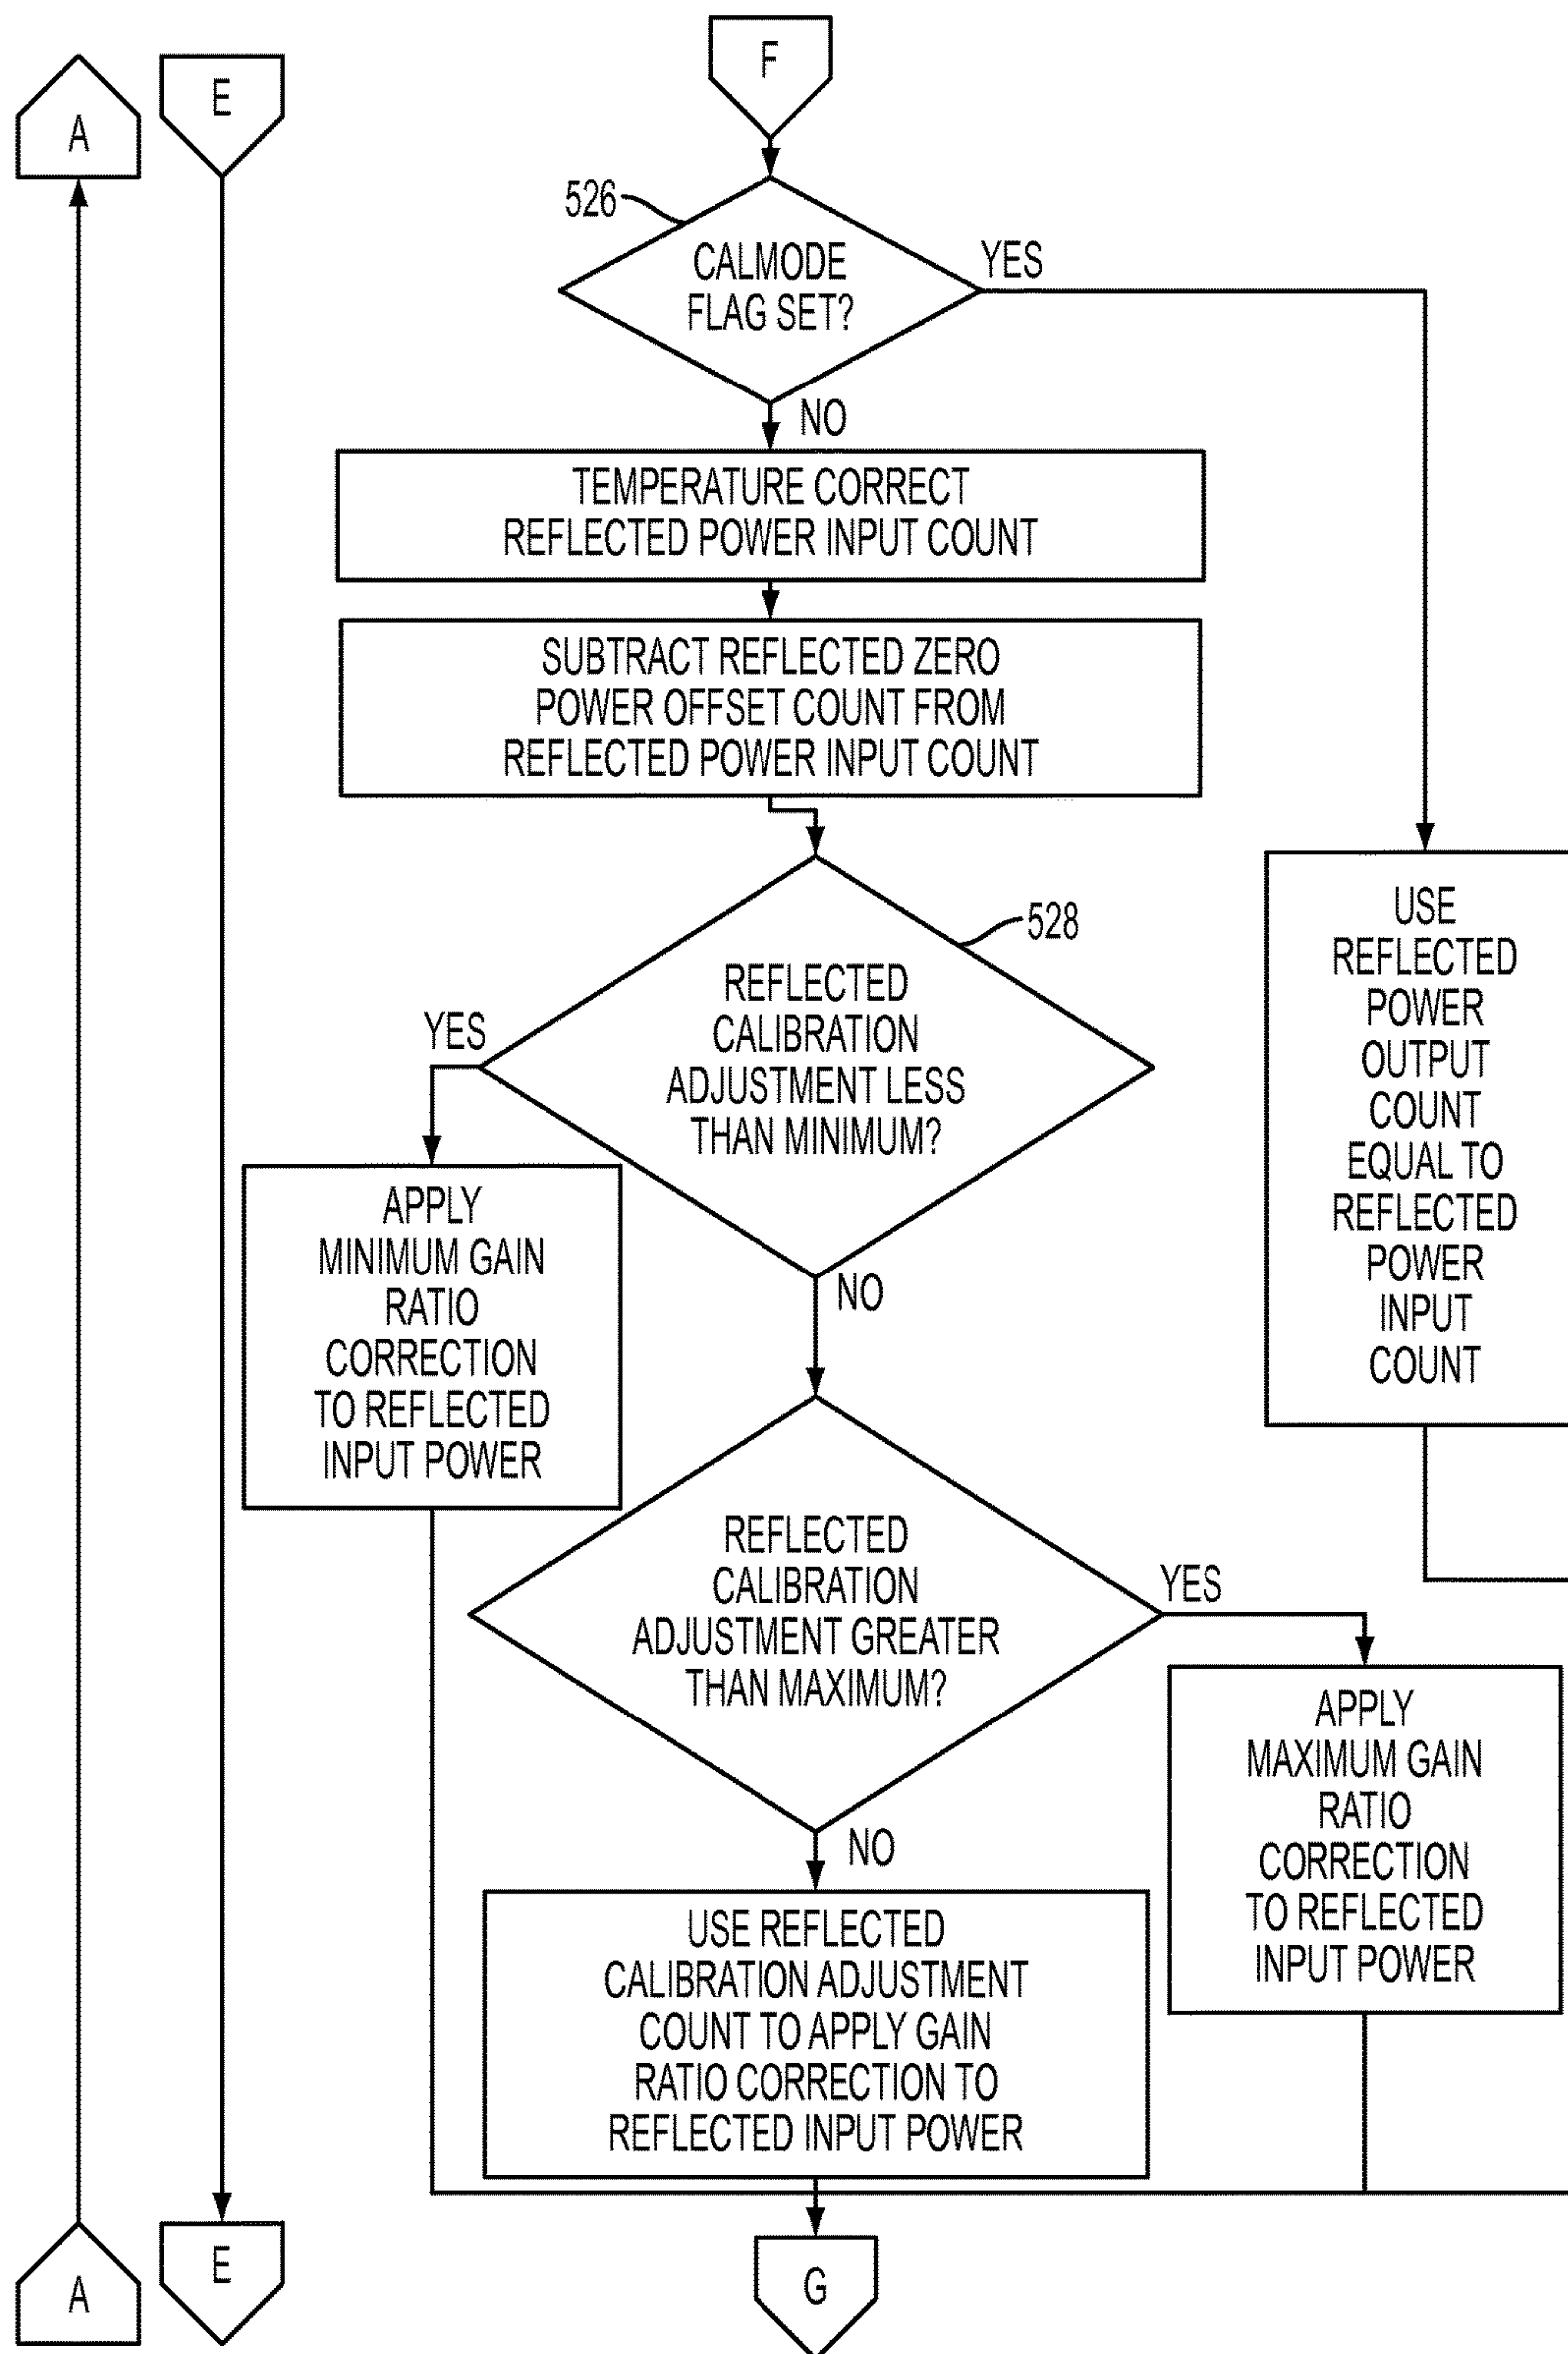 F
A
E
526
CALMODE
FLAG SET?
YES
NO
TEMPERATURE CORRECT
REFLECTED POWER INPUT COUNT
SUBTRACT REFLECTED ZERO
POWER OFFSET COUNT FROM
REFLECTED POWER INPUT COUNT
528
REFLECTED
CALIBRATION
ADJUSTMENT LESS
THAN MINIMUM?
YES
NO
USE
REFLECTED
POWER
OUTPUT
COUNT
EQUAL TO
REFLECTED
POWER
INPUT
COUNT
APPLY
MINIMUM GAIN
RATIO
CORRECTION
TO REFLECTED
INPUT POWER
REFLECTED
CALIBRATION
ADJUSTMENT GREATER
THAN MAXIMUM?
YES
NO
APPLY
MAXIMUM GAIN
RATIO
CORRECTION
TO REFLECTED
INPUT POWER
USE REFLECTED
CALIBRATION ADJUSTMENT
COUNT TO APPLY GAIN
RATIO CORRECTION TO
REFLECTED INPUT POWER
A
E
G